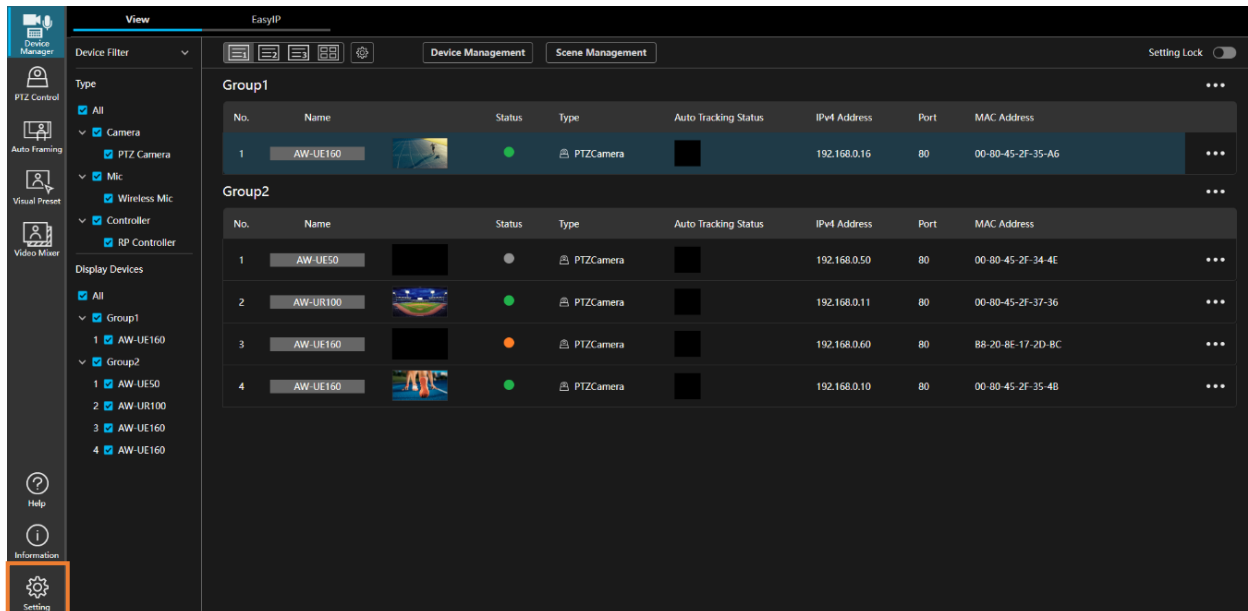 View
EasyIP
Device Manager
PTZ Control
Auto Framing
Visual Preset
Video Mixer
Help
Information
Setting
Device Filter
Type
All
Camera
PTZ Camera
Mic
Wireless Mic
Controller
RP Controller
Display Devices
All
Group1
1 AW-UE160
Group2
1 AW-UE50
2 AW-UR100
3 AW-UE160
4 AW-UE160
1 2 3
Device Management
Scene Management
Setting Lock
Group1
No. Name Status Type Auto Tracking Status IPv4 Address Port MAC Address
1 AW-UE160 PTZCamera 192.168.0.16 80 00-80-45-2F-35-A6
Group2
No. Name Status Type Auto Tracking Status IPv4 Address Port MAC Address
1 AW-UE50 PTZCamera 192.168.0.50 80 00-80-45-2F-34-4E
2 AW-UR100 PTZCamera 192.168.0.11 80 00-80-45-2F-37-36
3 AW-UE160 PTZCamera 192.168.0.60 80 B8-20-8E-17-2D-BC
4 AW-UE160 PTZCamera 192.168.0.10 80 00-80-45-2F-35-4B